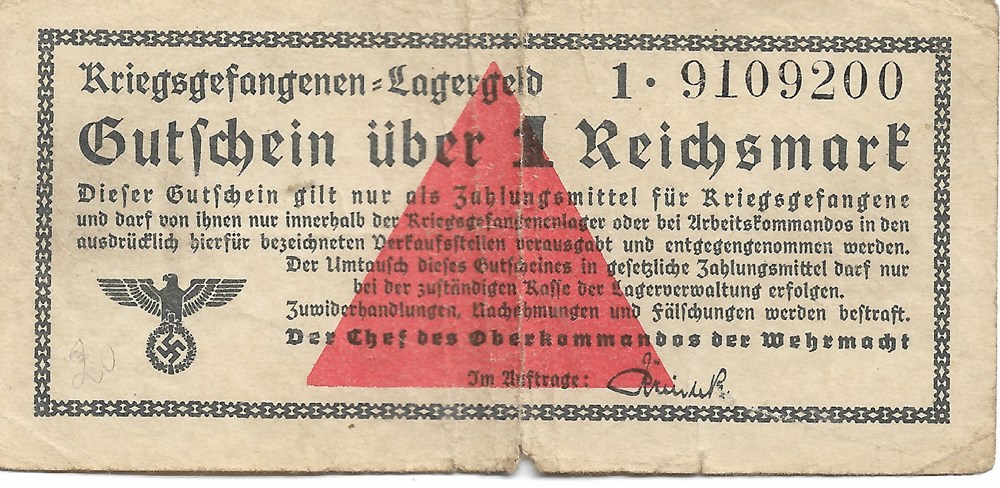 Kriegsgefangenen-Lagergeld 1 · 9109200
Gutschein über 1 Reichsmark
Dieser Gutschein gilt nur als Zahlungsmittel für Kriegsgefangene
und darf von ihnen nur innerhalb der Kriegsgefangenenlager oder bei Arbeitskommandos in den
ausdrücklich hierfür bezeichneten Verkaufsstellen verausgabt und entgegengenommen werden.
Der Umtausch dieses Gutscheines in gesetzliche Zahlungsmittel darf nur
bei der zuständigen Kasse der Lagerverwaltung erfolgen.
Zuwiderhandlungen, Nachahmungen und Fälschungen werden bestraft.
Der Chef des Oberkommandos der Wehrmacht
20
Im Auftrage: